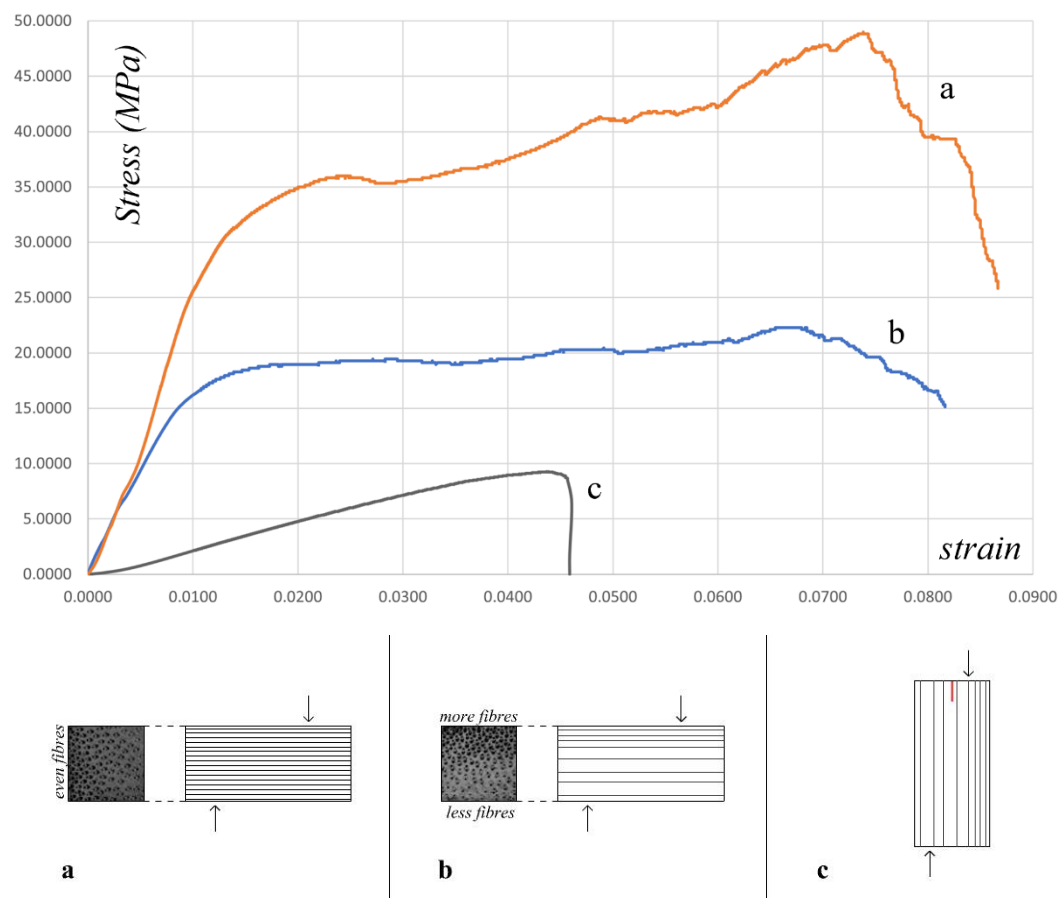 50.0000
45.0000
40.0000
35.0000
30.0000
25.0000
20.0000
15.0000
10.0000
5.0000
0.0000
Stress (MPa)
a
b
c
strain
0.0000 0.0100 0.0200 0.0300 0.0400 0.0500 0.0600 0.0700 0.0800 0.0900
even fibres
a
more fibres
less fibres
b
c